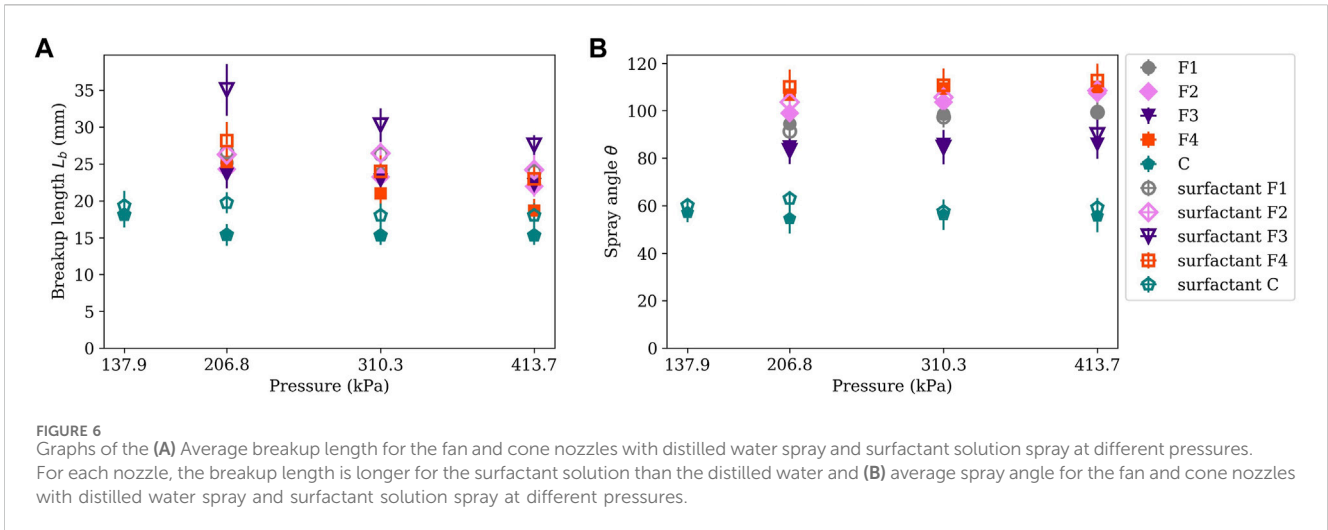 A
Breakup length L_b (mm)
35
30
25
20
15
10
5
0
137.9 206.8 310.3 413.7
Pressure (kPa)
B
Spray angle θ
120
100
80
60
40
20
0
137.9 206.8 310.3 413.7
Pressure (kPa)
F1
F2
F3
F4
C
surfactant F1
surfactant F2
surfactant F3
surfactant F4
surfactant C
FIGURE 6
Graphs of the (A) Average breakup length for the fan and cone nozzles with distilled water spray and surfactant solution spray at different pressures.
For each nozzle, the breakup length is longer for the surfactant solution than the distilled water and (B) average spray angle for the fan and cone nozzles
with distilled water spray and surfactant solution spray at different pressures.